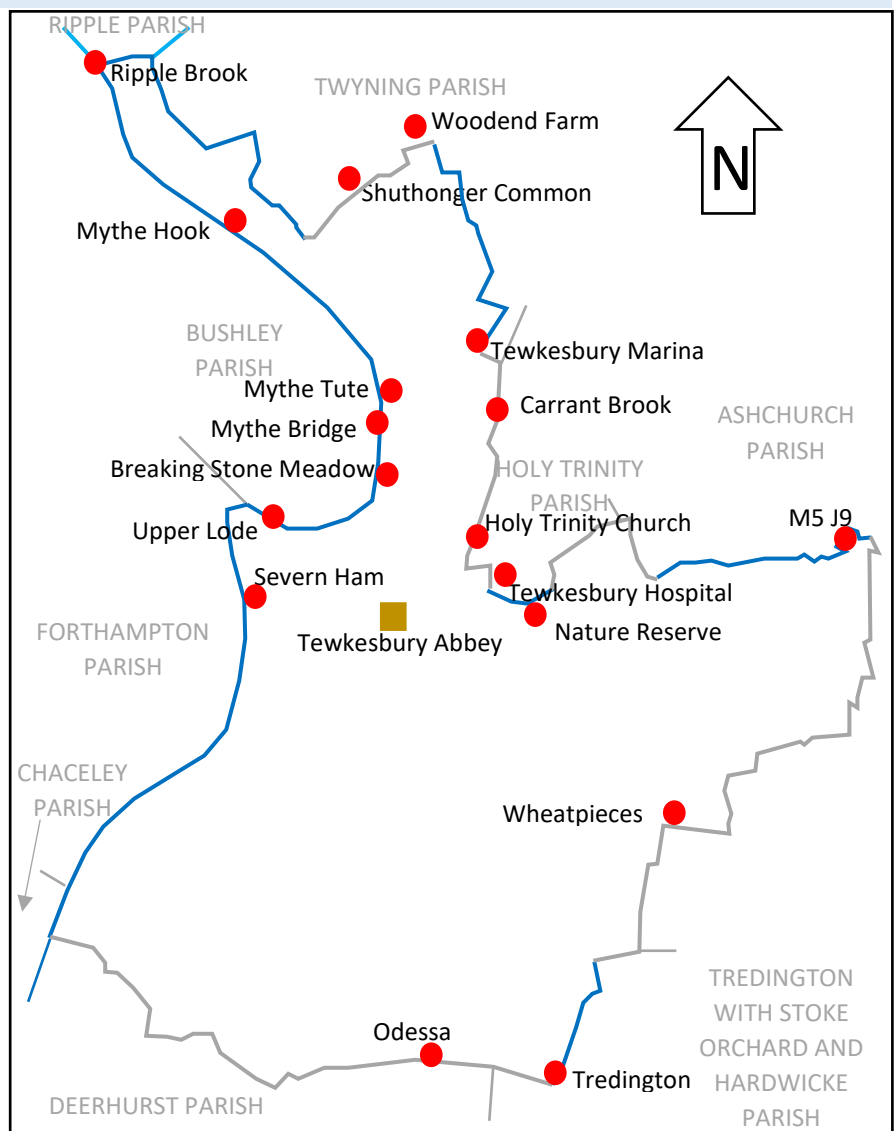 RIPPLE PARISH
Ripple Brook
TWYNING PARISH
Woodend Farm
N
Shuthonger Common
Mythe Hook
BUSHLEY
PARISH
Tewkesbury Marina
Mythe Tute
Carrant Brook
Mythe Bridge
ASHCHURCH
PARISH
Breaking Stone Meadow
HOLY TRINITY
PARISH
Upper Lode
Holy Trinity Church
M5 J9
Severn Ham
Tewkesbury Hospital
FORTHAMPTON
PARISH
Tewkesbury Abbey
Nature Reserve
CHACELEY
PARISH
Wheatpieces
TREDINGTON
WITH STOKE
ORCHARD AND
HARDWICKE
PARISH
Odessa
Tredington
DEERHURST PARISH